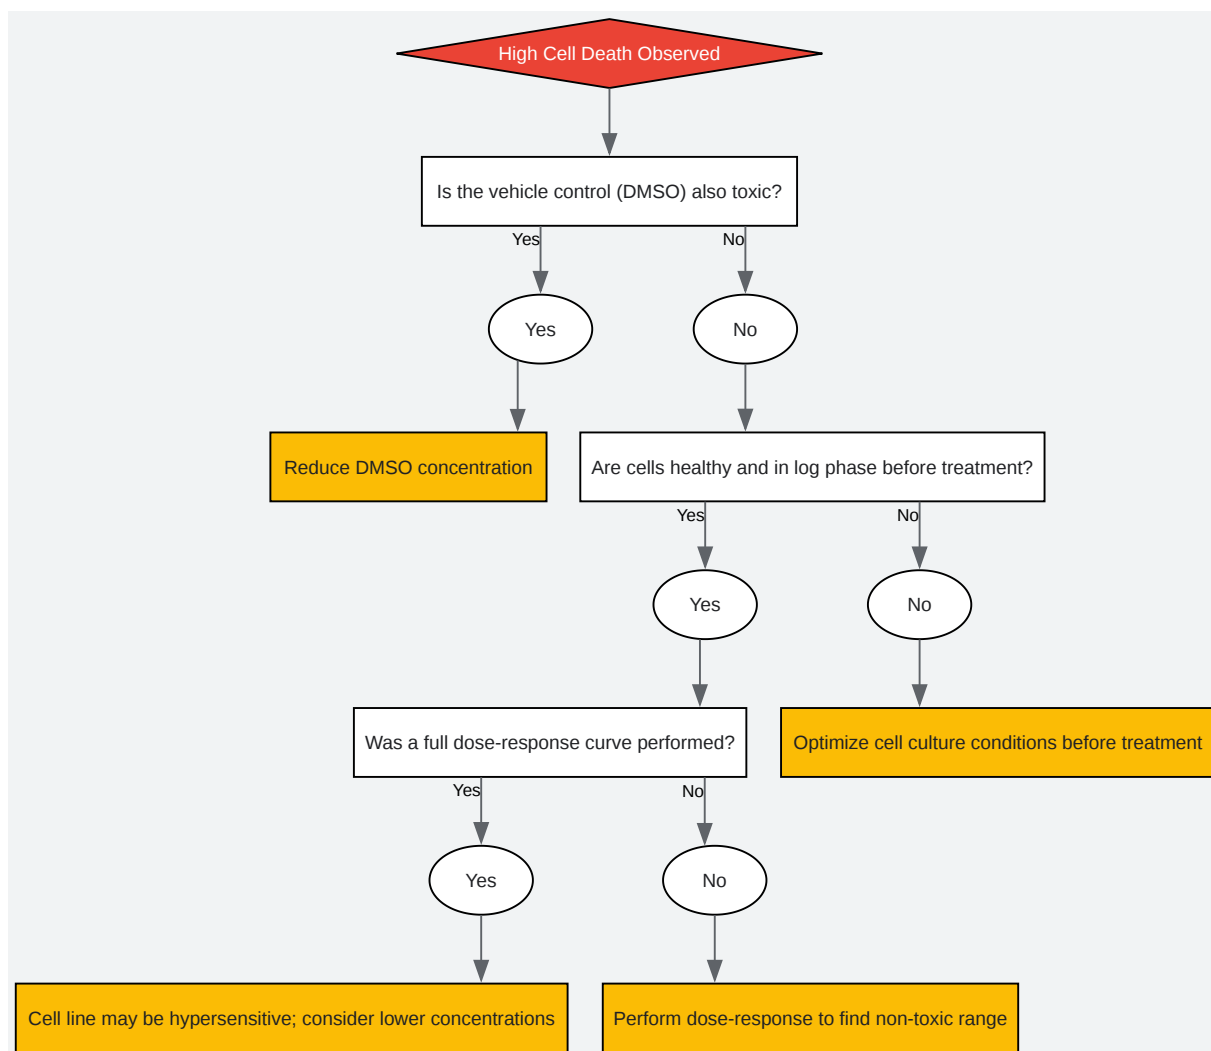 High Cell Death Observed
Is the vehicle control (DMSO) also toxic?
Yes
No
Yes
No
Reduce DMSO concentration
Are cells healthy and in log phase before treatment?
Yes
No
Yes
No
Was a full dose-response curve performed?
Optimize cell culture conditions before treatment
Yes
No
Yes
No
Cell line may be hypersensitive; consider lower concentrations
Perform dose-response to find non-toxic range